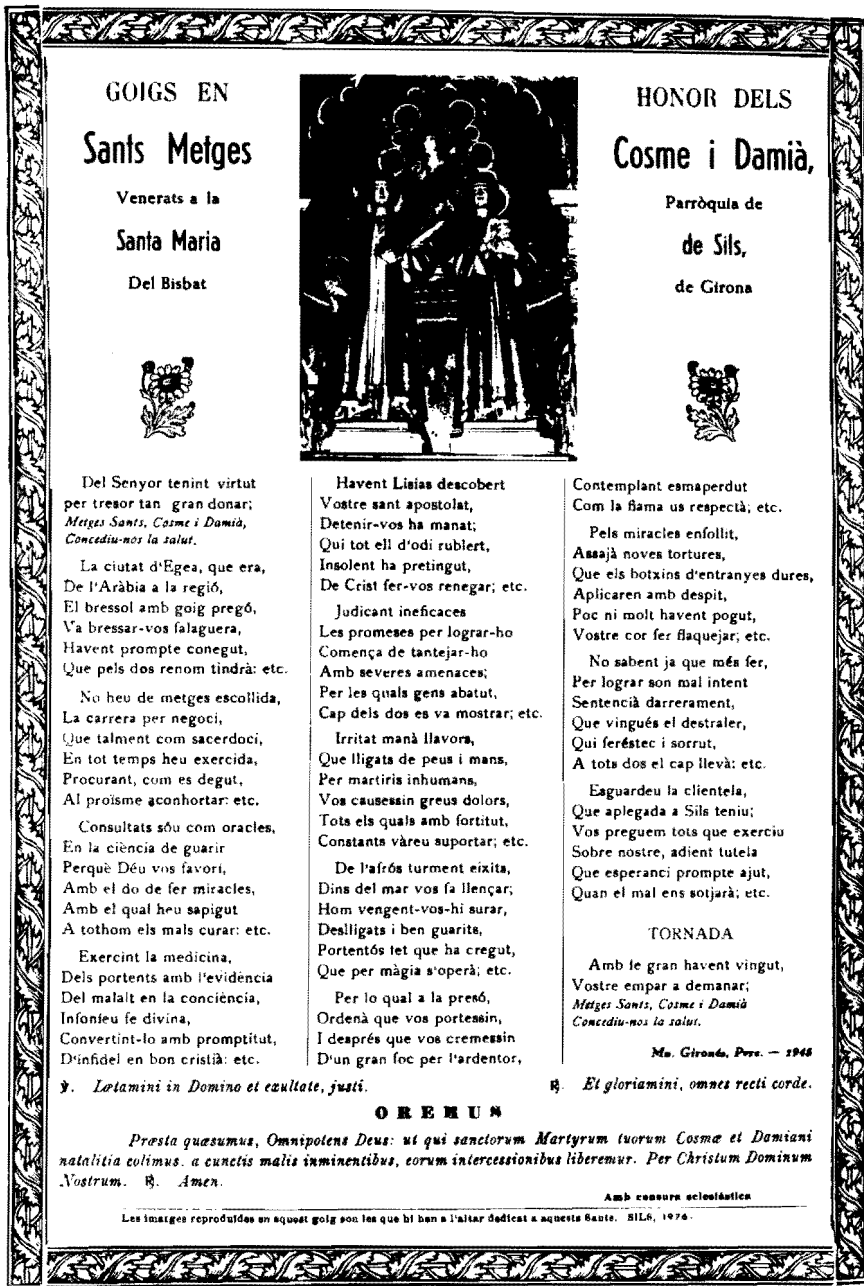 GOIGS EN
HONOR DELS
Sants Metges
Cosme i Damià,
Venerats a la
Parròquia de
Santa Maria
de Sils,
Del Bisbat
de Girona
Del Senyor tenint virtut
per tresor tan gran donar;
Metges Sants, Cosme i Damià,
Concediu-nos la salut.
La ciutat d'Egea, que era,
De l'Aràbia a la regió,
El bressol amb goig pregó,
Va bressar-vos falaguera,
Havent prompte conegut,
Que pels dos renom tindrà: etc.
No heu de metges escollida,
La carrera per negoci,
Que talment com sacerdoci,
En tot temps heu exercida,
Procurant, com es degut,
Al proïsme aconhortar: etc.
Consultats sóu com oracles,
En la ciència de guarir
Perquè Déu vos favorí,
Amb el do de fer miracles,
Amb el qual heu sapigut
A tothom els mals curar: etc.
Exercint la medicina,
Dels portents amb l'evidència
Del malalt en la conciència,
Infonieu fe divina,
Convertint-lo amb promptitut,
D'infidel en bon cristià: etc.
Havent Lisias descobert
Vostre sant apostolat,
Detenir-vos ha manat;
Qui tot ell d'odi rublert,
Insolent ha pretingut,
De Crist fer-vos renegar; etc.
Judicant ineficaces
Les promeses per lograr-ho
Comença de tantejar-ho
Amb severes amenaces;
Per les quals gens abatut,
Cap dels dos es va mostrar; etc.
Irritat manà llavors,
Que lligats de peus i mans,
Per martiris inhumans,
Vos causessin greus dolors,
Tots els quals amb fortitut,
Constants vàreu suportar; etc.
De l'afrós turment eixits,
Dins del mar vos fa llençar;
Hom vengent-vos-hi surar,
Deslligats i ben guarits,
Portentós fet que ha cregut,
Que per màgia s'operà; etc.
Per lo qual a la presó,
Ordenà que vos portessin,
I després que vos cremessin
D'un gran foc per l'ardentor,
Contemplant esmaperdut
Com la flama us respectà; etc.
Pels miracles enfollit,
Assajà noves tortures,
Que els botxins d'entranyes dures,
Aplicaren amb despit,
Poc ni molt havent pogut,
Vostre cor fer flaquejar; etc.
No sabent ja que més fer,
Per lograr son mal intent
Sentencià darrerament,
Que vingués el destraler,
Qui feréstec i sorrut,
A tots dos el cap llevà: etc.
Esguardeu la clientela,
Que aplegada a Sils teniu;
Vos preguem tots que exerciu
Sobre nostre, adient tutela
Que esperanci prompte ajut,
Quan el mal ens sotjarà; etc.
TORNADA
Amb fe gran havent vingut,
Vostre empar a demanar;
Metges Sants, Cosme i Damià
Concediu-nos la salut.
Mn. Gironés, Pvre. — 1945
℣. Lætamini in Domino et exultate, justi.
℟. Et gloriamini, omnes recti corde.
OREMUS
Præsta quæsumus, Omnipotens Deus: ut qui sanctorum Martyrum tuorum Cosmæ et Damiani
natalitia colimus. a cunctis malis inminentibus, eorum intercessionibus liberemur. Per Christum Dominum
Nostrum. ℟. Amen.
Amb censura eclesiástica
Les imatges reproduïdes en aquest goig son les que hi han a l'altar dedicat a aquests Sants. SILS, 1976.